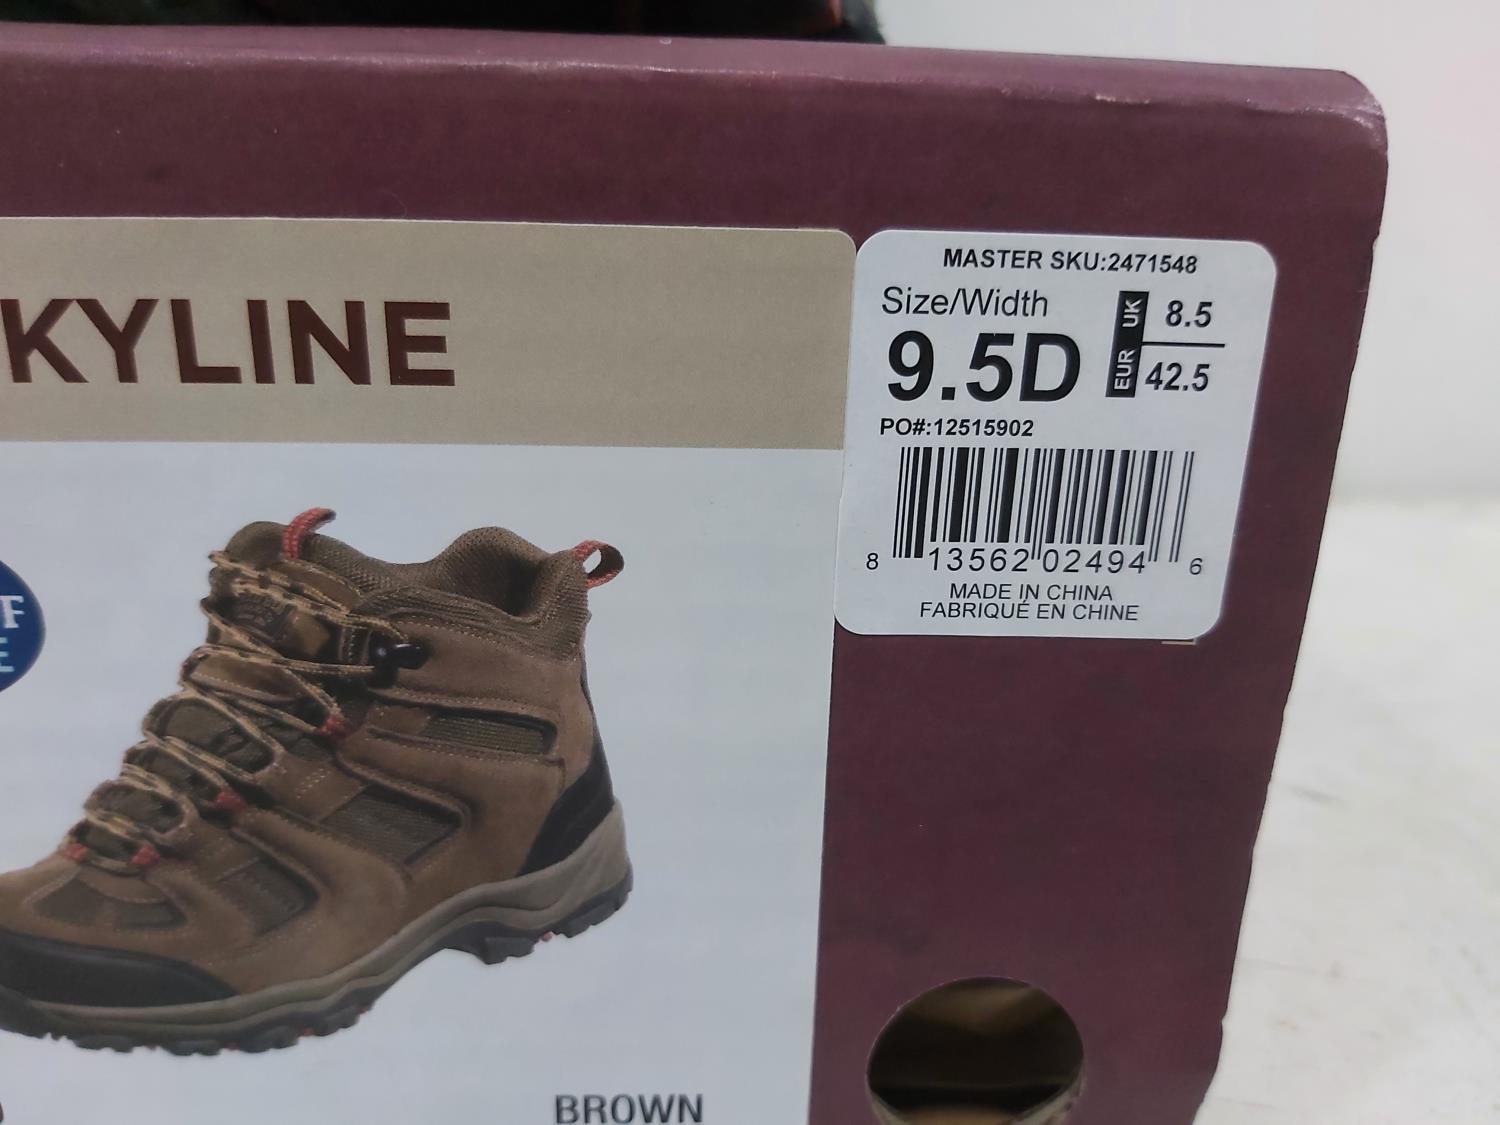 KYLINE
MASTER SKU:2471548
Size/Width
9.5D
UK 8.5
EUR 42.5
PO#:12515902
8 13562 02494 6
MADE IN CHINA
FABRIQUÉ EN CHINE
BROWN